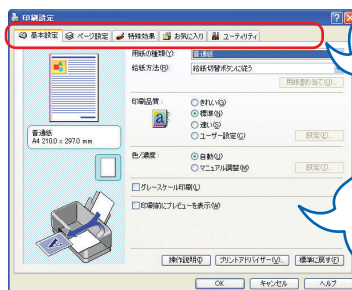 印刷設定
基本設定 ページ設定 特殊効果 お気に入り ユーティリティ
用紙の種類(Y): 普通紙
給紙方法(R): 給紙切替ボタンに従う
用紙割り当て(Q)...
印刷品質: きれい(G)
標準(N)
速い(S)
ユーザー設定(C) 設定(E)...
普通紙
A4 210.0 x 297.0 mm
色/濃度: 自動(U)
マニュアル調整(M) 設定(T)...
グレースケール印刷(L)
印刷前にプレビューを表示(W)
操作説明(I) プリントアドバイザー(V)... 標準に戻す(F)
OK キャンセル ヘルプ